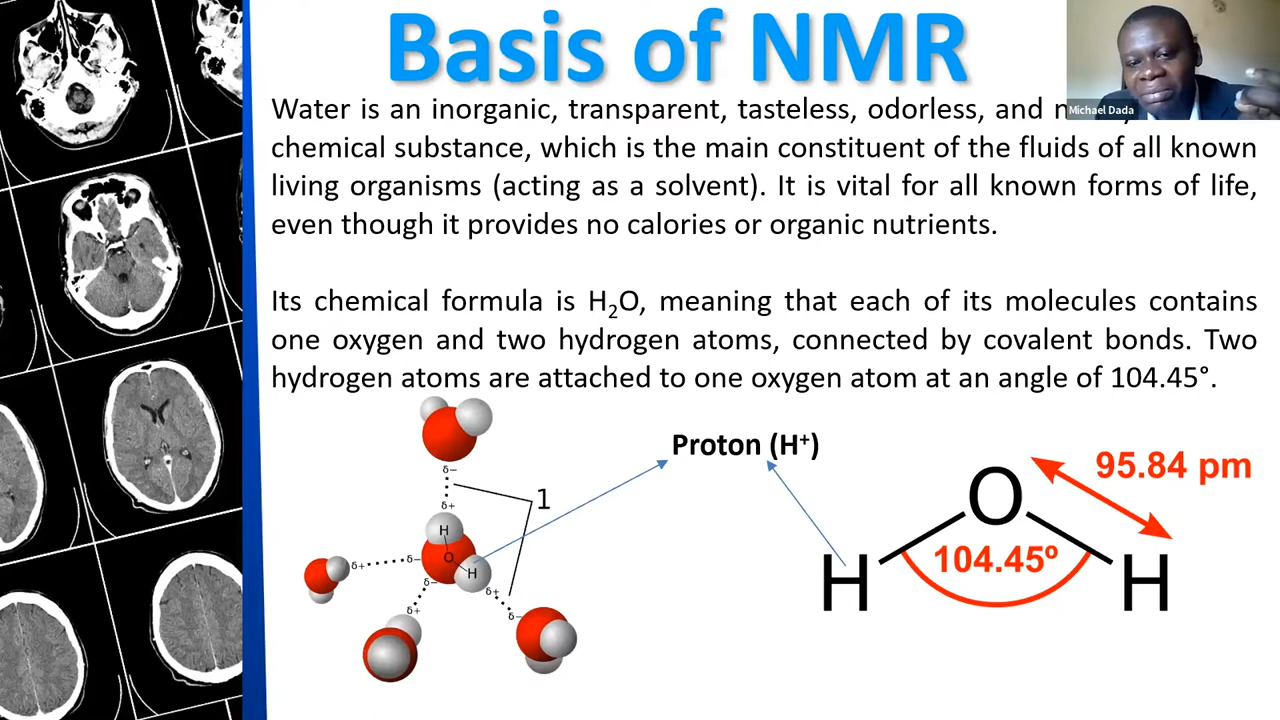 Basis of NMR
Michael Dada
Water is an inorganic, transparent, tasteless, odorless, and
chemical substance, which is the main constituent of the fluids of all known
living organisms (acting as a solvent). It is vital for all known forms of life,
even though it provides no calories or organic nutrients.
Its chemical formula is H₂O, meaning that each of its molecules contains
one oxygen and two hydrogen atoms, connected by covalent bonds. Two
hydrogen atoms are attached to one oxygen atom at an angle of 104.45°.
Proton (H⁺)
δ−
1
δ+
H
O
H
δ+
δ−
δ−
δ+
δ+
δ−
95.84 pm
O
104.45º
H
H